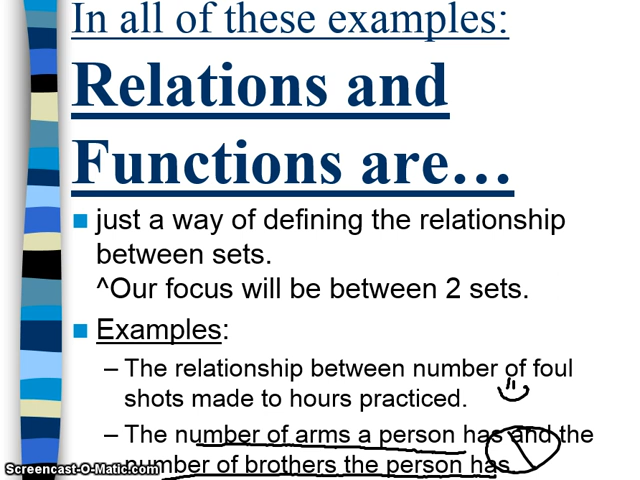 In all of these examples:
Relations and
Functions are…
just a way of defining the relationship
between sets.
^Our focus will be between 2 sets.
Examples:
– The relationship between number of foul
shots made to hours practiced.
– The number of arms a person has and the
number of brothers the person has.
Screencast-O-Matic.com